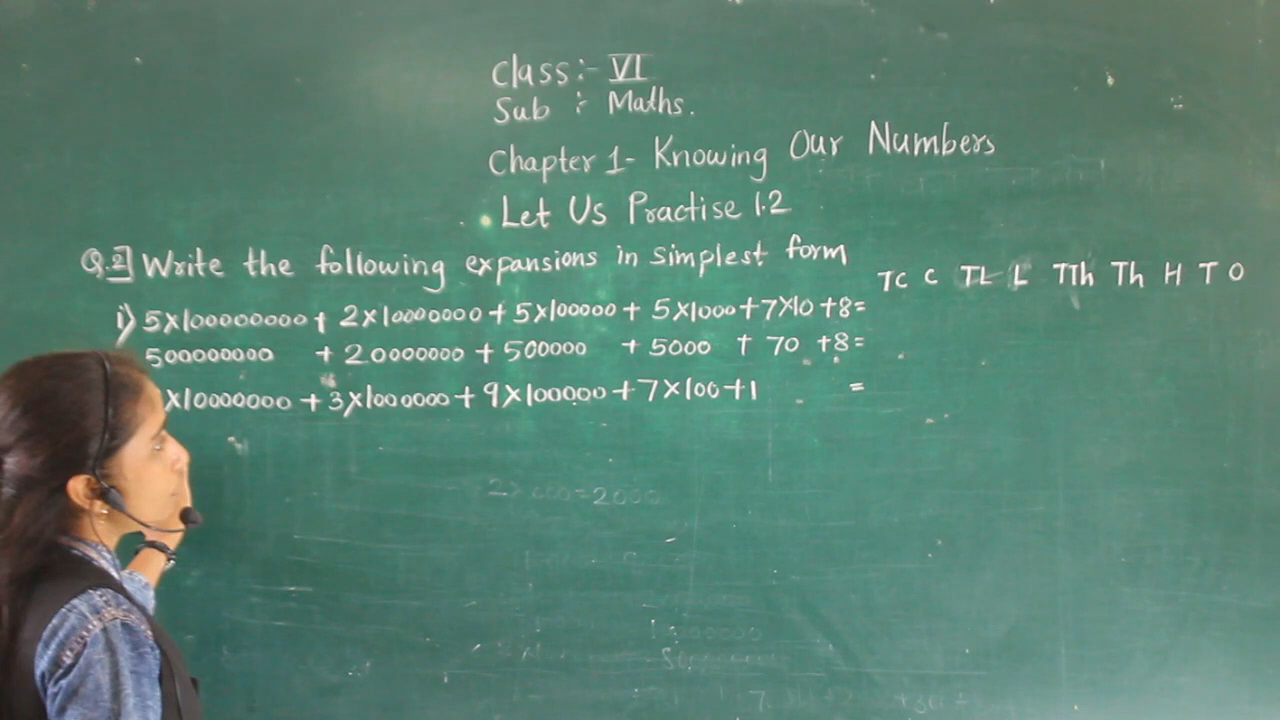 Class :- VI
Sub :- Maths.
Chapter 1- Knowing Our Numbers
Let Us Practise 1.2
Q.2] Write the following expansions in simplest form
TC C TL L TTh Th H T O
i) 5×100000000 + 2×10000000 + 5×100000 + 5×1000 + 7×10 + 8 =
500000000 + 20000000 + 500000 + 5000 + 70 + 8 =
×10000000 + 3×1000000 + 9×100000 + 7×100 + 1 =